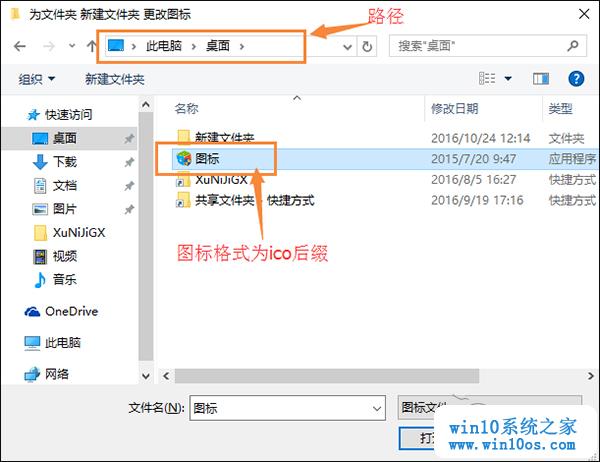 为文件夹 新建文件夹 更改图标
路径
此电脑 桌面
搜索"桌面"
组织 新建文件夹
名称 修改日期 类型
快速访问
桌面
下载
文档
图片
XuNiJiGX
视频
音乐
OneDrive
此电脑
网络
新建文件夹 2016/10/24 12:14 文件夹
图标 2015/7/20 9:47 应用程序
XuNiJiGX 2016/8/5 16:27 快捷方式
共享文件夹 快捷方式 2016/9/19 17:16 快捷方式
图标格式为ico后缀
文件名(N): 图标 图标文件
打
win10系统之家
www.win10os.com